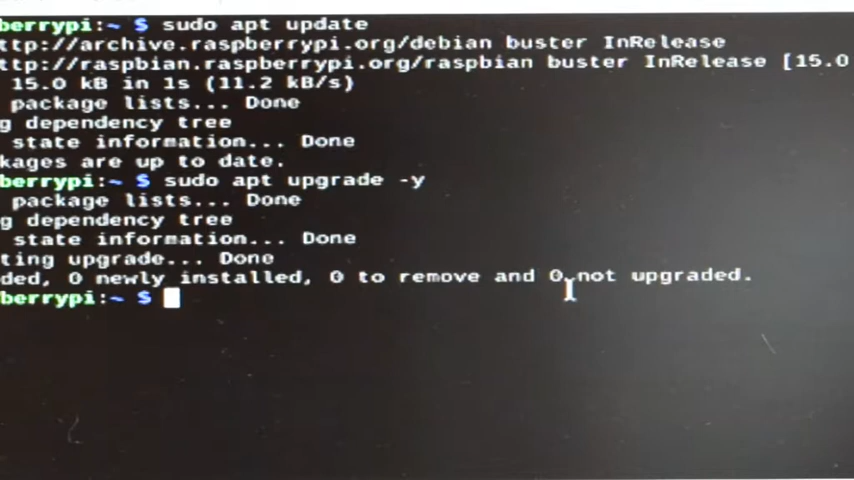 berrypi:~ $ sudo apt update
ttp://archive.raspberrypi.org/debian buster InRelease
ttp://raspbian.raspberrypi.org/raspbian buster InRelease [15.0
15.0 kB in 1s (11.2 kB/s)
package lists... Done
g dependency tree
state information... Done
kages are up to date.
berrypi:~ $ sudo apt upgrade -y
package lists... Done
g dependency tree
state information... Done
ting upgrade... Done
ded, 0 newly installed, 0 to remove and 0 not upgraded.
berrypi:~ $